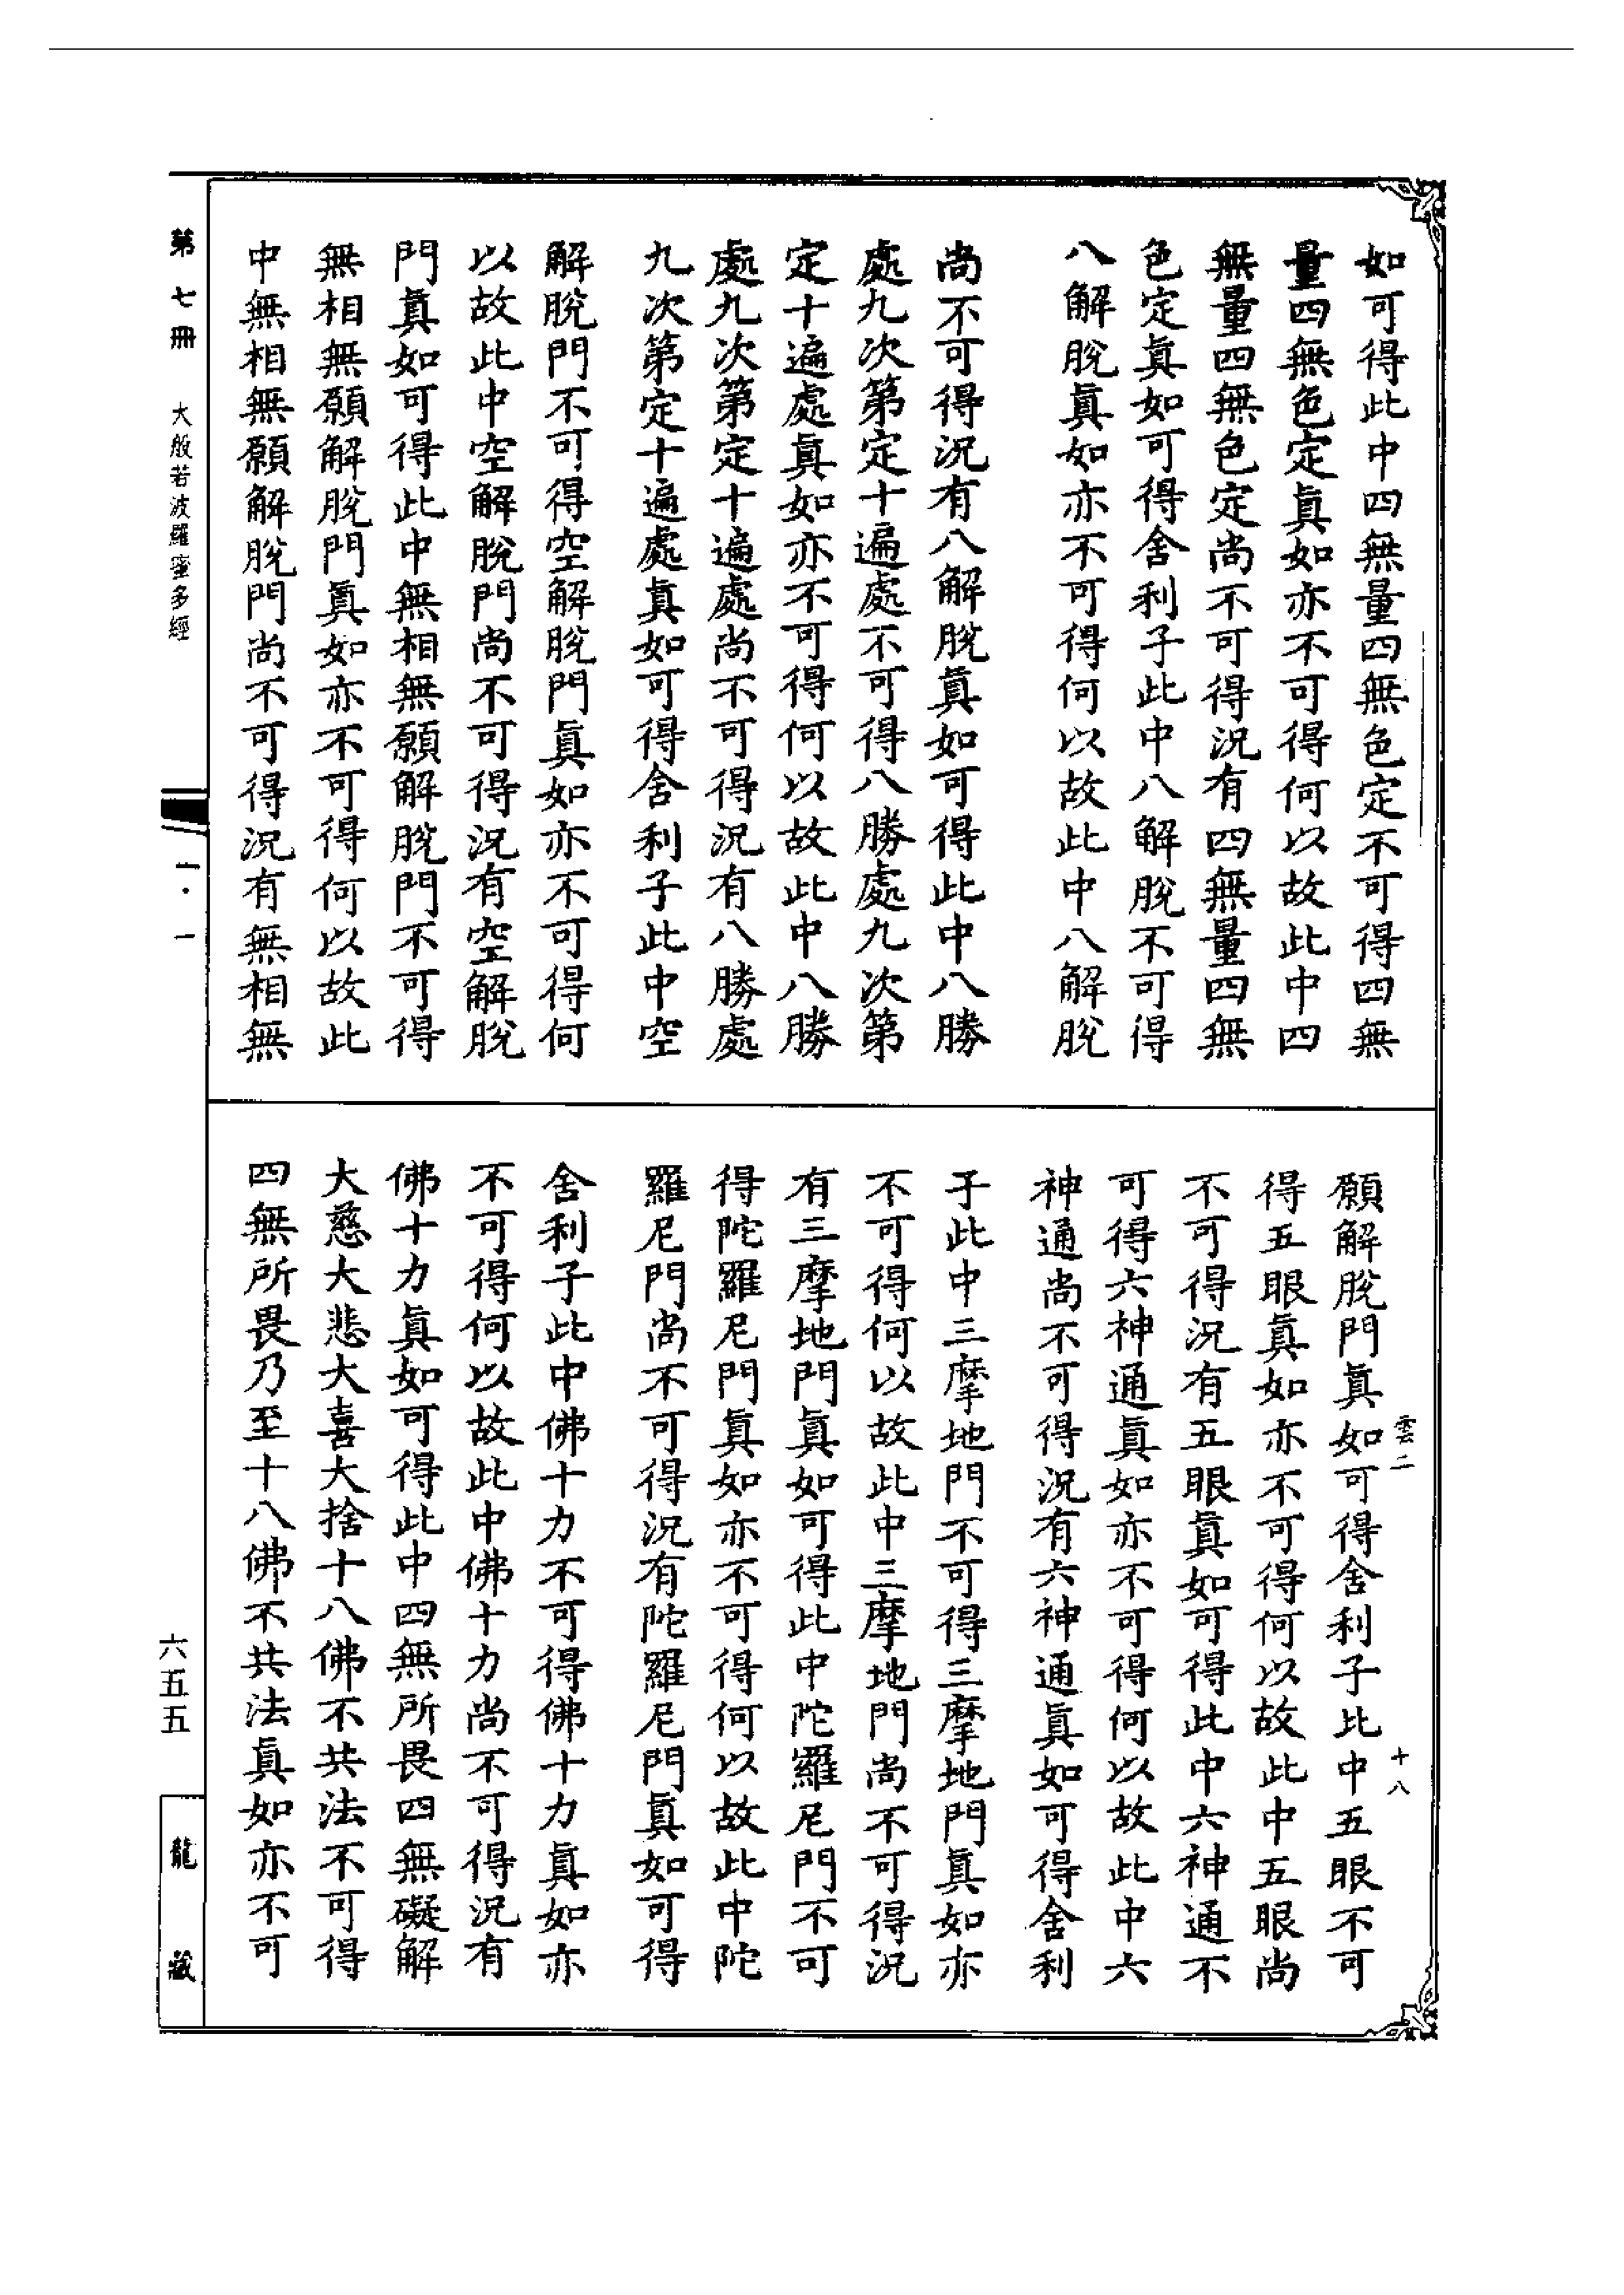 如可得此中四無量四無色定不可得四無
量四無色定眞如亦不可得何以故此中四
無量四無色定尚不可得況有四無量四無
色定眞如可得舍利子此中八解脫不可得
八解脫眞如亦不可得何以故此中八解脫
尚不可得況有八解脫眞如可得此中八勝
處九次第定十遍處不可得八勝處九次第
定十遍處眞如亦不可得何以故此中八勝
處九次第定十遍處尚不可得況有八勝處
九次第定十遍處眞如可得舍利子此中空
解脫門不可得空解脫門眞如亦不可得何
以故此中空解脫門尚不可得況有空解脫
門眞如可得此中無相無願解脫門不可得
無相無願解脫門眞如亦不可得何以故此
中無相無願解脫門尚不可得況有無相無
願解脫門眞如可得舍利子此中五眼不可
得五眼眞如亦不可得何以故此中五眼尚
不可得況有五眼眞如可得此中六神通不
可得六神通眞如亦不可得何以故此中六
神通尚不可得況有六神通眞如可得舍利
子此中三摩地門不可得三摩地門眞如亦
不可得何以故此中三摩地門尚不可得況
有三摩地門眞如可得此中陀羅尼門不可
得陀羅尼門眞如亦不可得何以故此中陀
羅尼門尚不可得況有陀羅尼門眞如可得
舍利子此中佛十力不可得佛十力眞如亦
不可得何以故此中佛十力尚不可得況有
佛十力眞如可得此中四無所畏四無礙解
大慈大悲大喜大捨十八佛不共法不可得
四無所畏乃至十八佛不共法眞如亦不可
雲二
十八
第七冊
大般若波羅蜜多經
一・一
六五五
龍藏